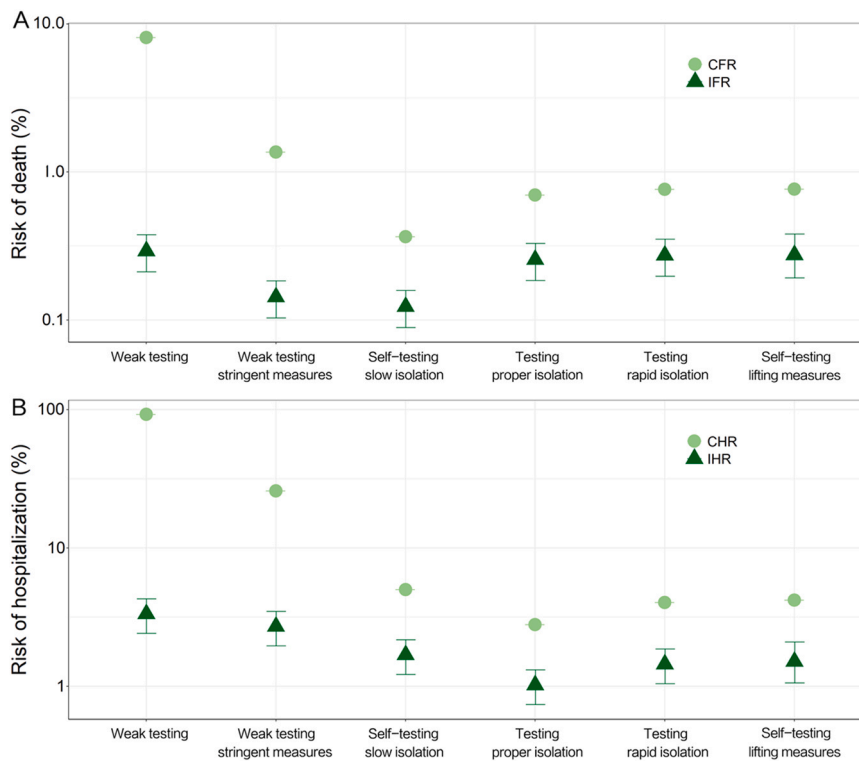 A
10.0
1.0
0.1
Risk of death (%)
CFR
IFR
Weak testing
Weak testing
stringent measures
Self-testing
slow isolation
Testing
proper isolation
Testing
rapid isolation
Self-testing
lifting measures
B
100
10
1
Risk of hospitalization (%)
CHR
IHR
Weak testing
Weak testing
stringent measures
Self-testing
slow isolation
Testing
proper isolation
Testing
rapid isolation
Self-testing
lifting measures